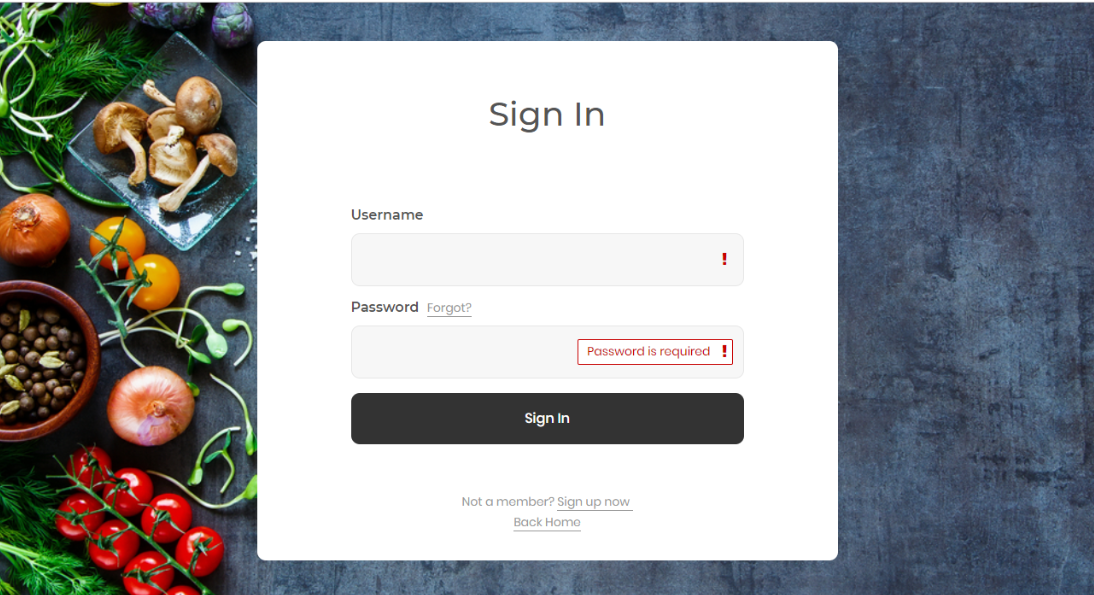 Sign In
Username
!
Password Forgot?
Password is required !
Sign In
Not a member? Sign up now
Back Home